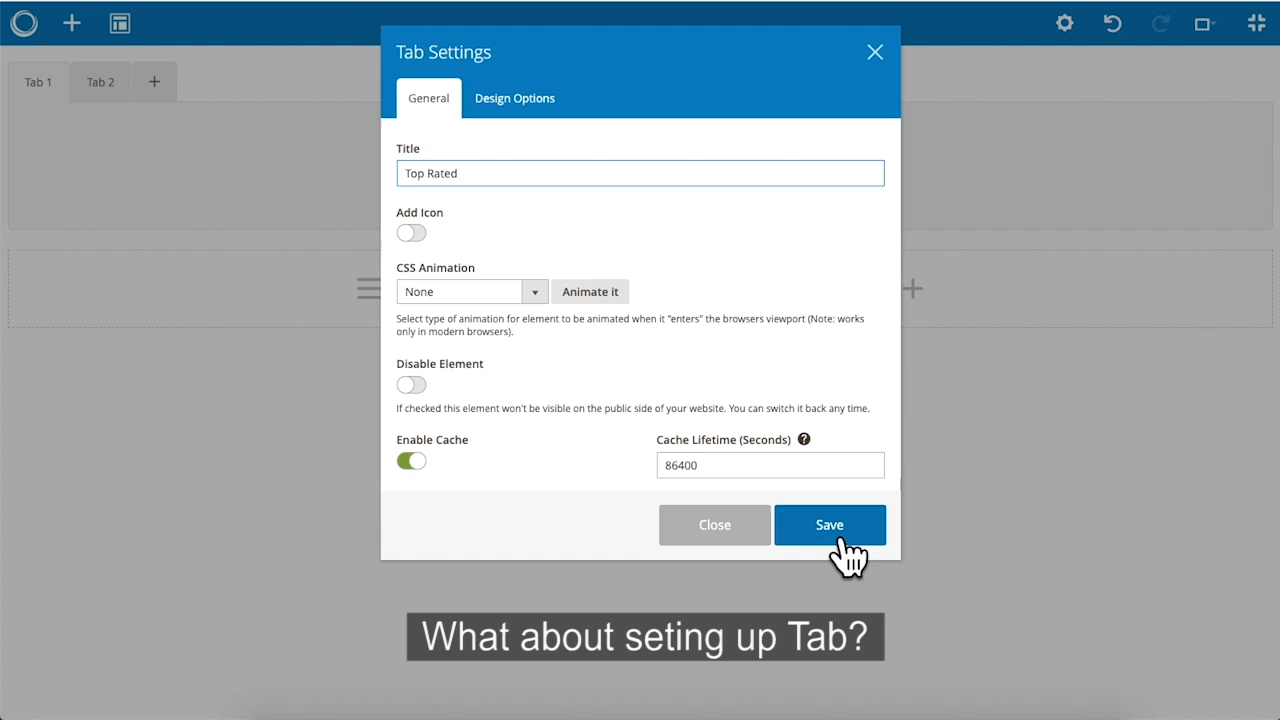 Tab Settings
Tab 1
Tab 2
General
Design Options
Title
Top Rated
Add Icon
CSS Animation
None
Animate it
Select type of animation for element to be animated when it "enters" the browsers viewport (Note: works
only in modern browsers).
Disable Element
If checked this element won't be visible on the public side of your website. You can switch it back any time.
Enable Cache
Cache Lifetime (Seconds) ?
86400
Close
Save
What about seting up Tab?